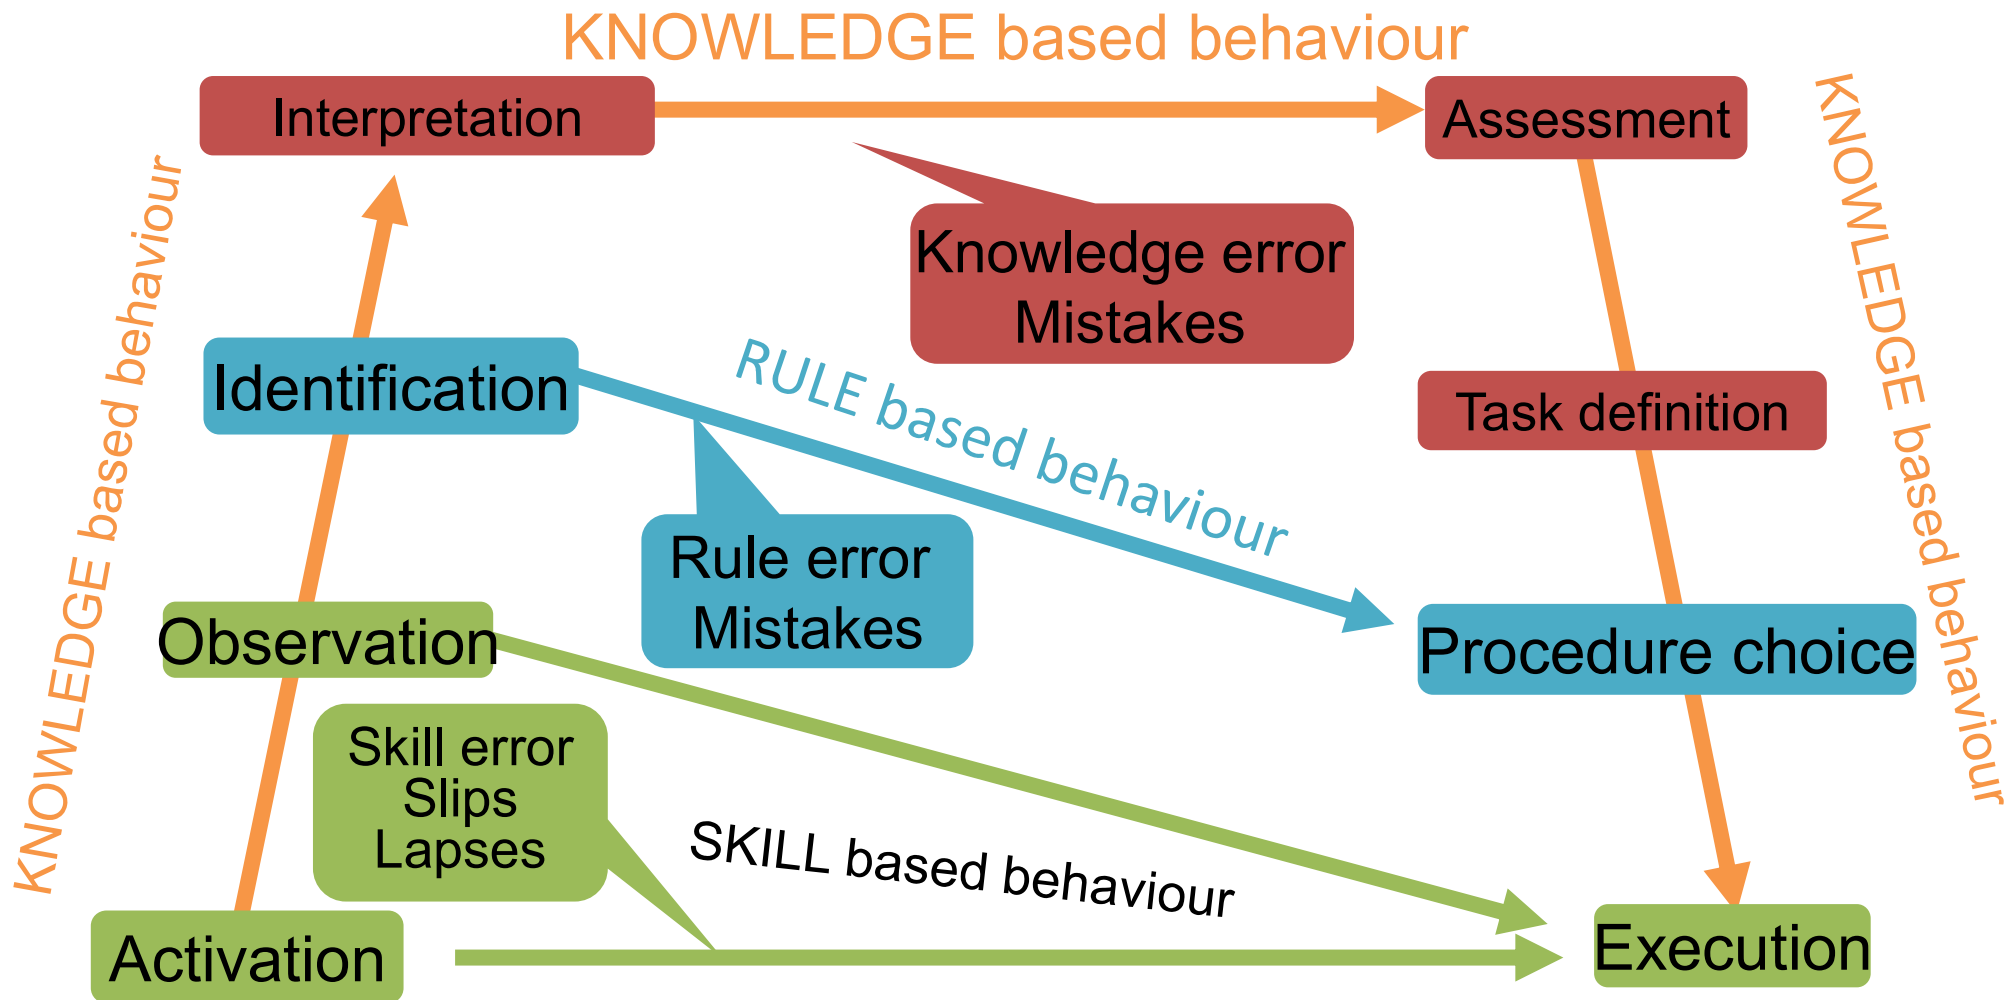 KNOWLEDGE based behaviour
Interpretation
Assessment
KNOWLEDGE based behaviour
KNOWLEDGE based behaviour
Knowledge error
Mistakes
Identification
RULE based behaviour
Task definition
Rule error
Mistakes
Observation
Procedure choice
Skill error
Slips
Lapses
SKILL based behaviour
Activation
Execution